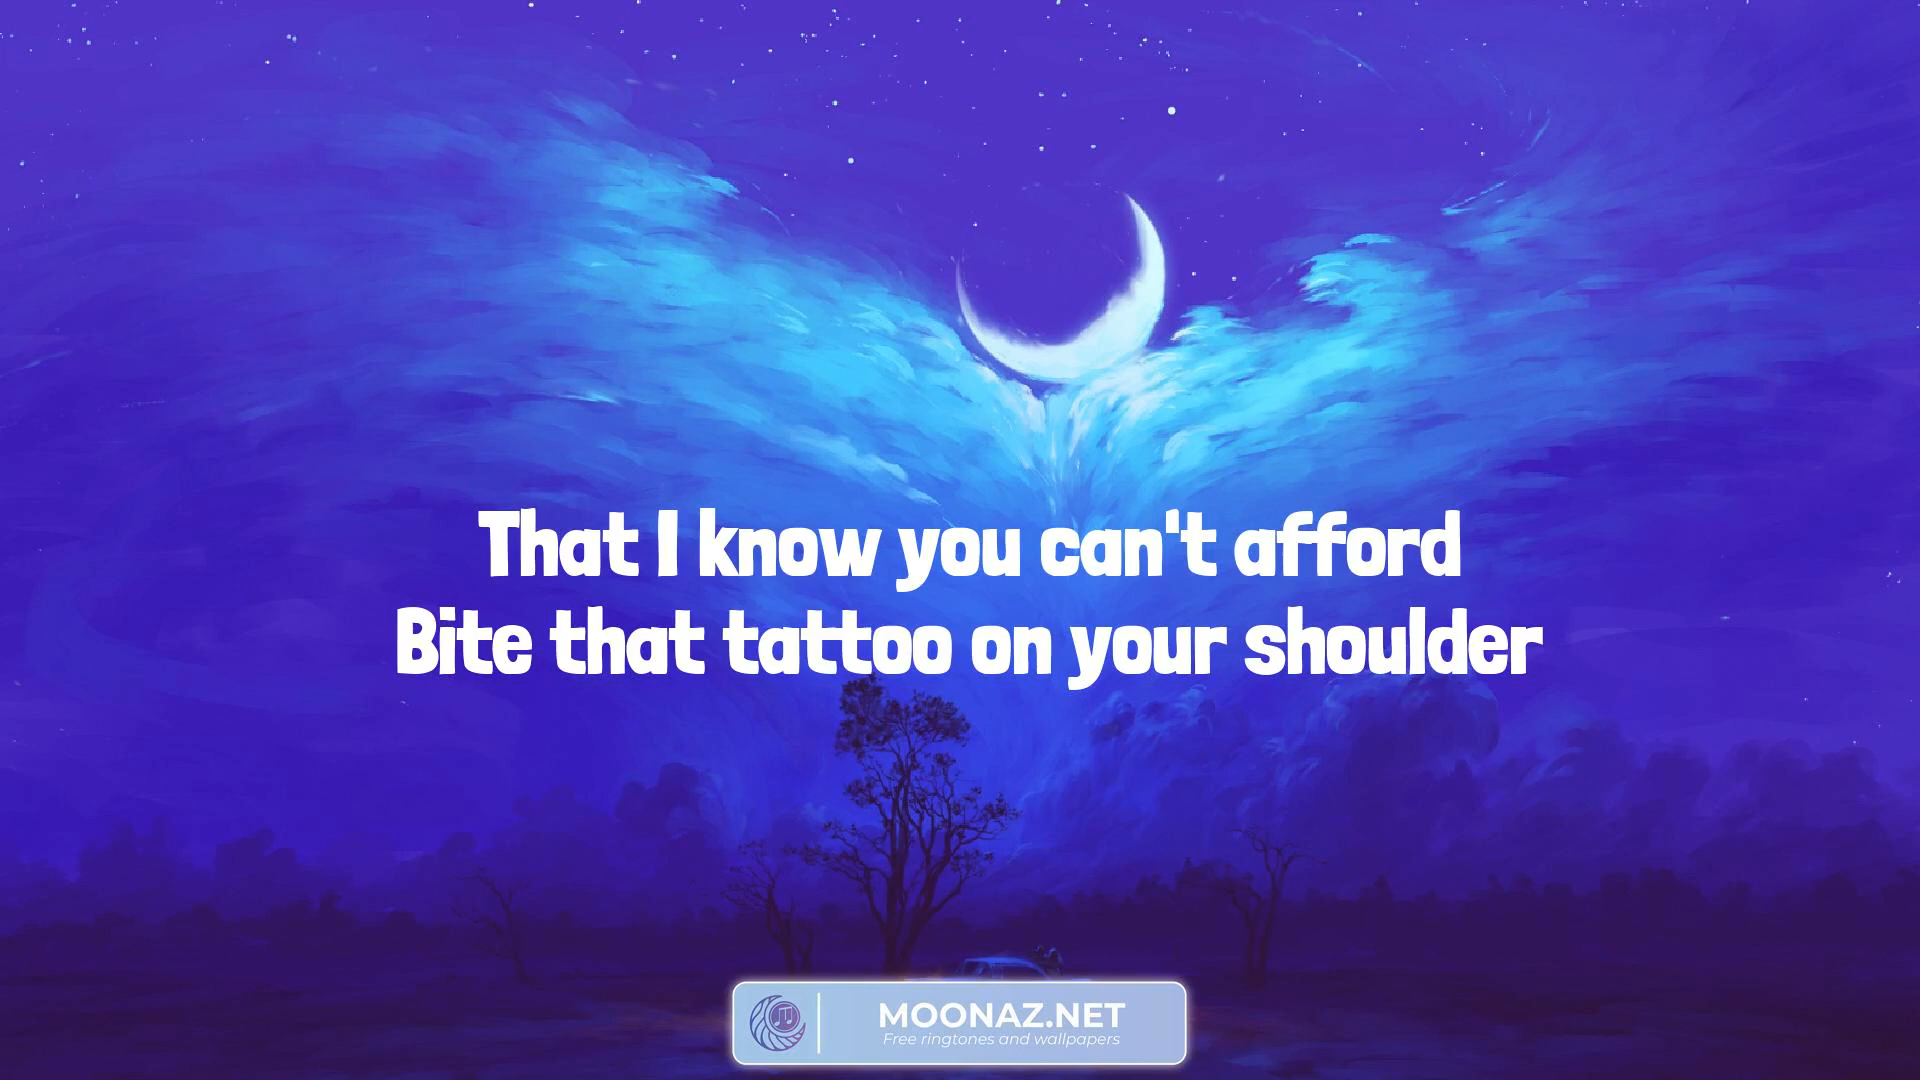 That I know you can't afford
Bite that tattoo on your shoulder
MOONAZ.NET
Free ringtones and wallpapers